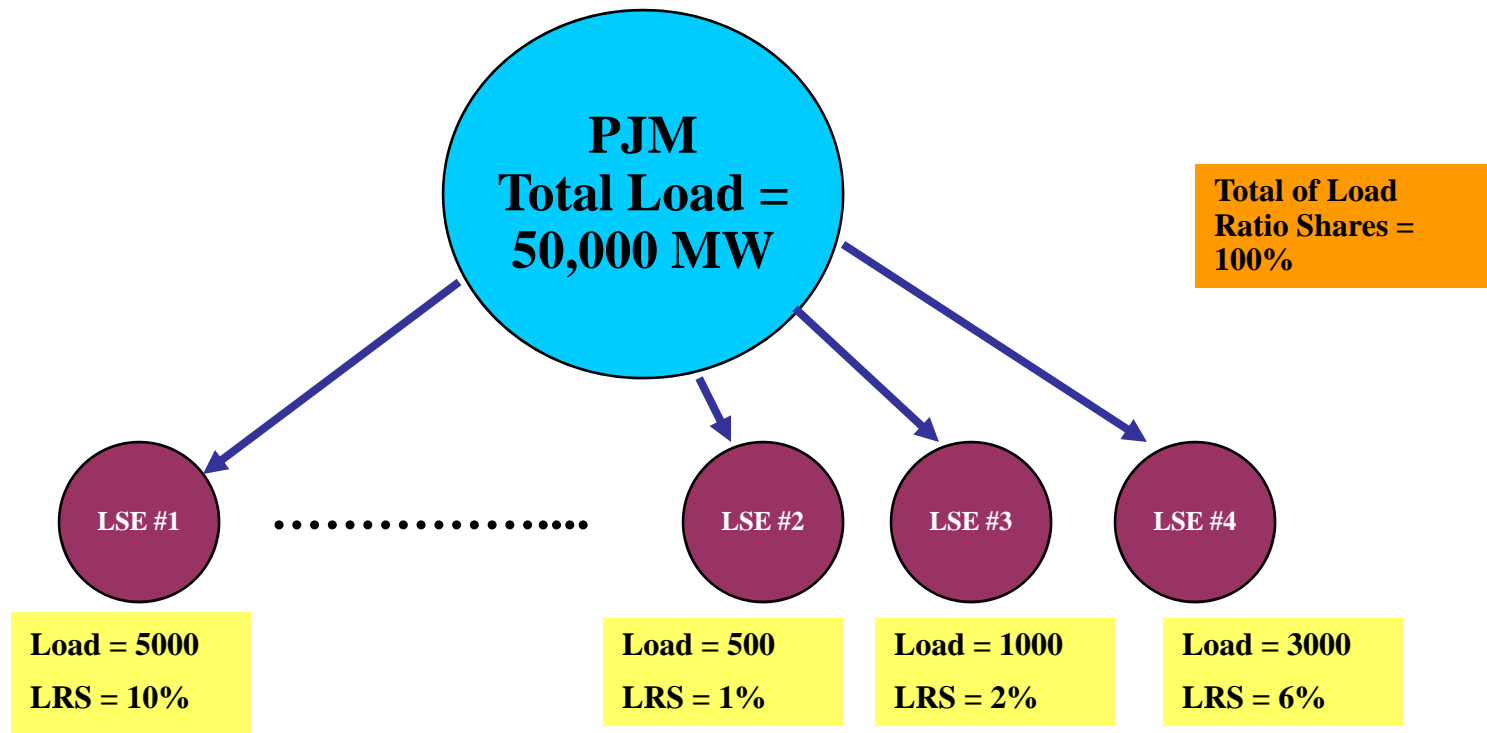 PJM
Total Load =
50,000 MW
Total of Load
Ratio Shares =
100%
LSE #1
LSE #2
LSE #3
LSE #4
Load = 5000
LRS = 10%
Load = 500
LRS = 1%
Load = 1000
LRS = 2%
Load = 3000
LRS = 6%